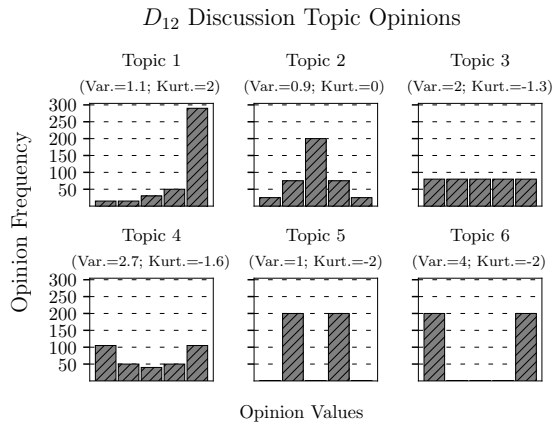 D₁₂ Discussion Topic Opinions
Topic 1
(Var.=1.1; Kurt.=2)
Topic 2
(Var.=0.9; Kurt.=0)
Topic 3
(Var.=2; Kurt.=-1.3)
300
250
200
150
100
50
Topic 4
(Var.=2.7; Kurt.=-1.6)
Topic 5
(Var.=1; Kurt.=-2)
Topic 6
(Var.=4; Kurt.=-2)
300
250
200
150
100
50
Opinion Frequency
Opinion Values